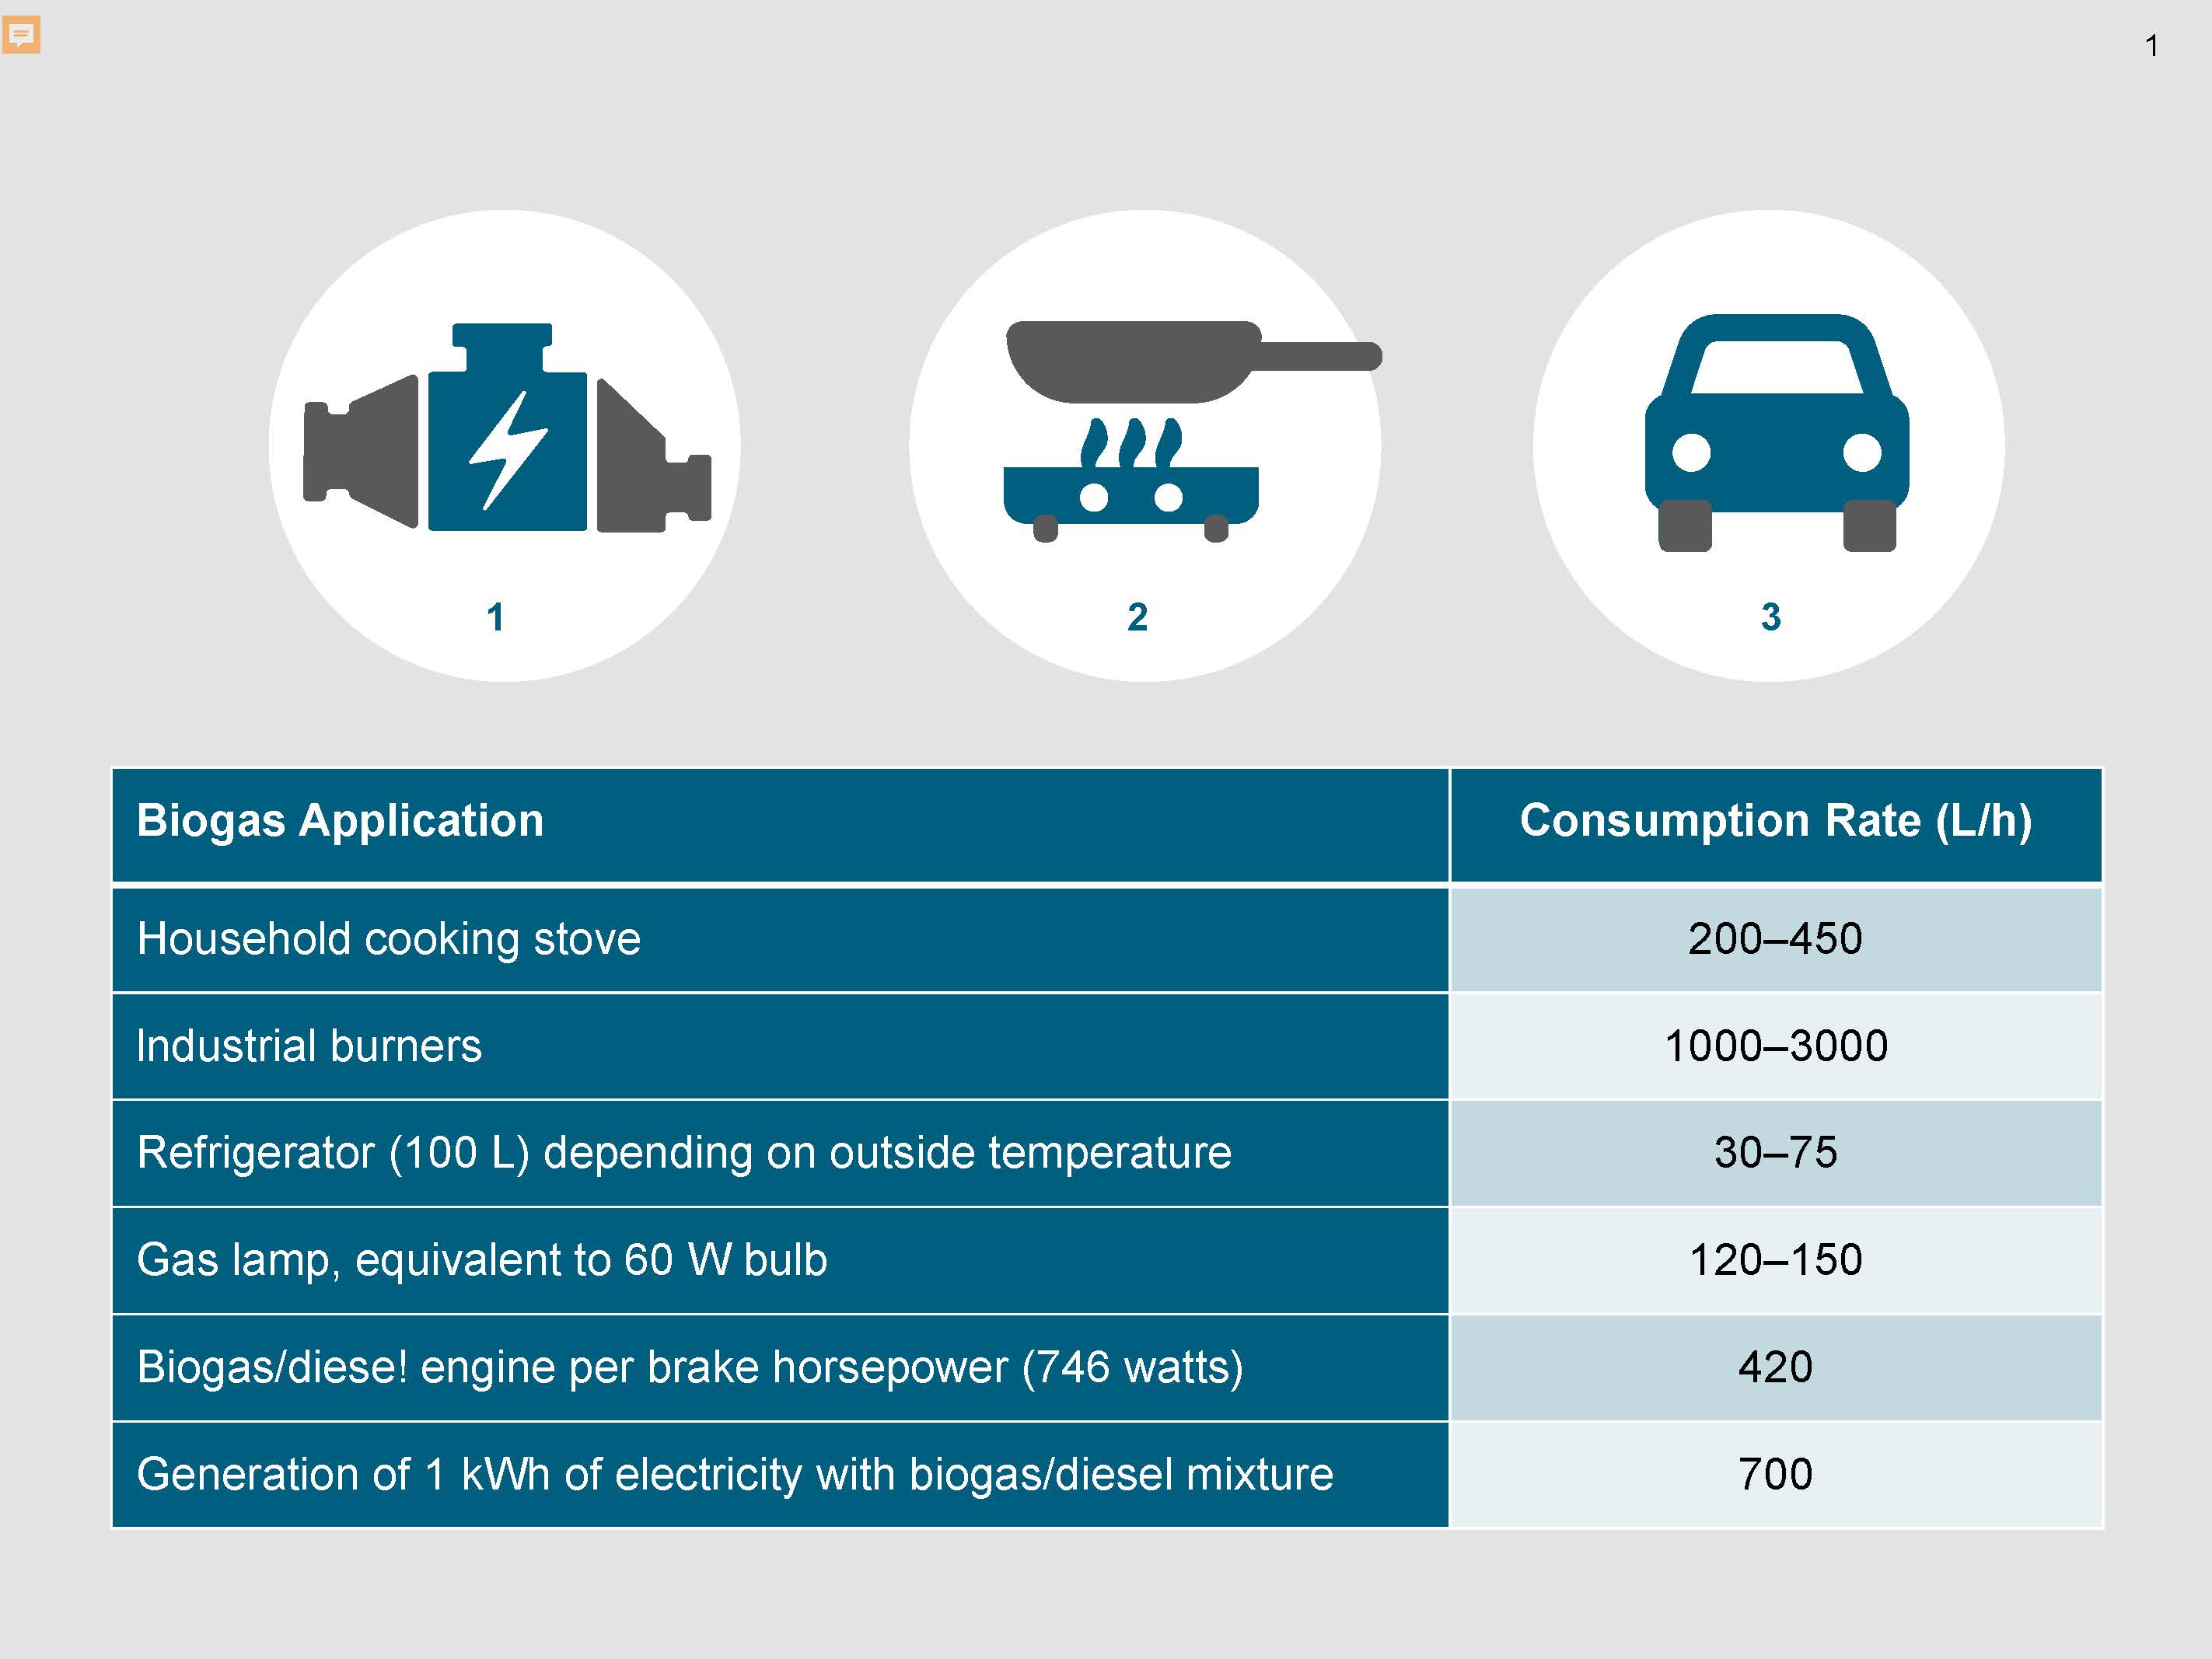 1
1
2
3
Biogas Application Consumption Rate (L/h)
Household cooking stove 200–450
Industrial burners 1000–3000
Refrigerator (100 L) depending on outside temperature 30–75
Gas lamp, equivalent to 60 W bulb 120–150
Biogas/diese! engine per brake horsepower (746 watts) 420
Generation of 1 kWh of electricity with biogas/diesel mixture 700